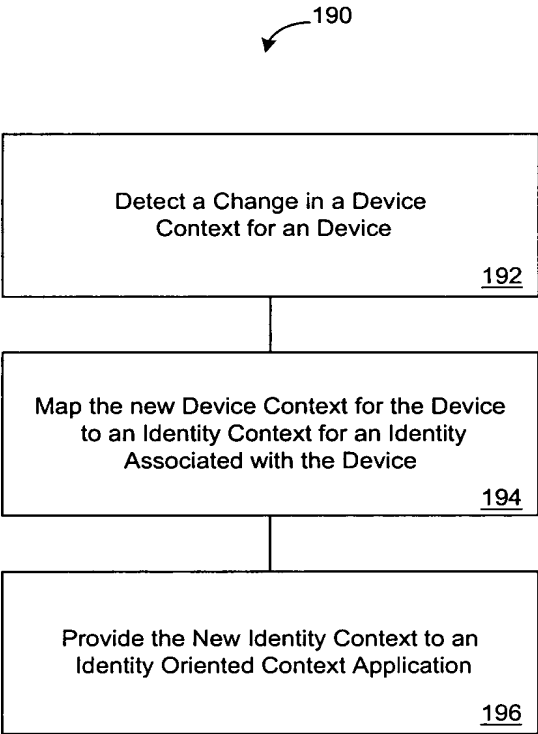 190
Detect a Change in a Device
Context for an Device
192
Map the new Device Context for the Device
to an Identity Context for an Identity
Associated with the Device
194
Provide the New Identity Context to an
Identity Oriented Context Application
196